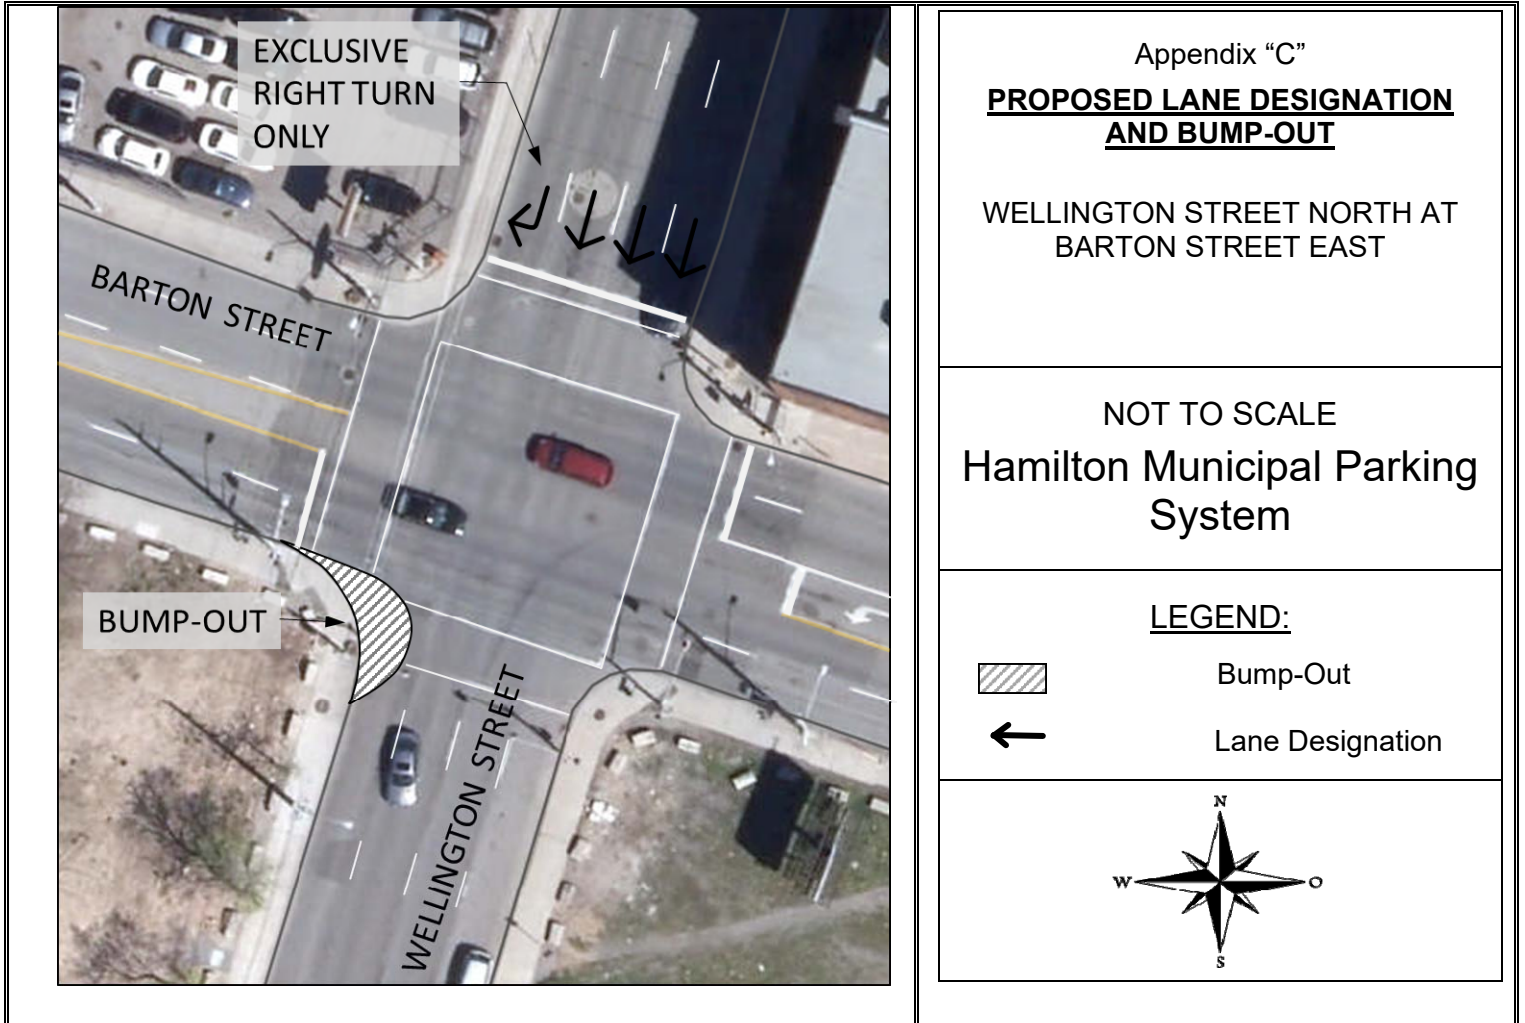 EXCLUSIVE
RIGHT TURN
ONLY
BARTON STREET
BUMP-OUT
WELLINGTON STREET
Appendix “C”
PROPOSED LANE DESIGNATION
AND BUMP-OUT
WELLINGTON STREET NORTH AT
BARTON STREET EAST
NOT TO SCALE
Hamilton Municipal Parking
System
LEGEND:
Bump-Out
Lane Designation
N
W O
S